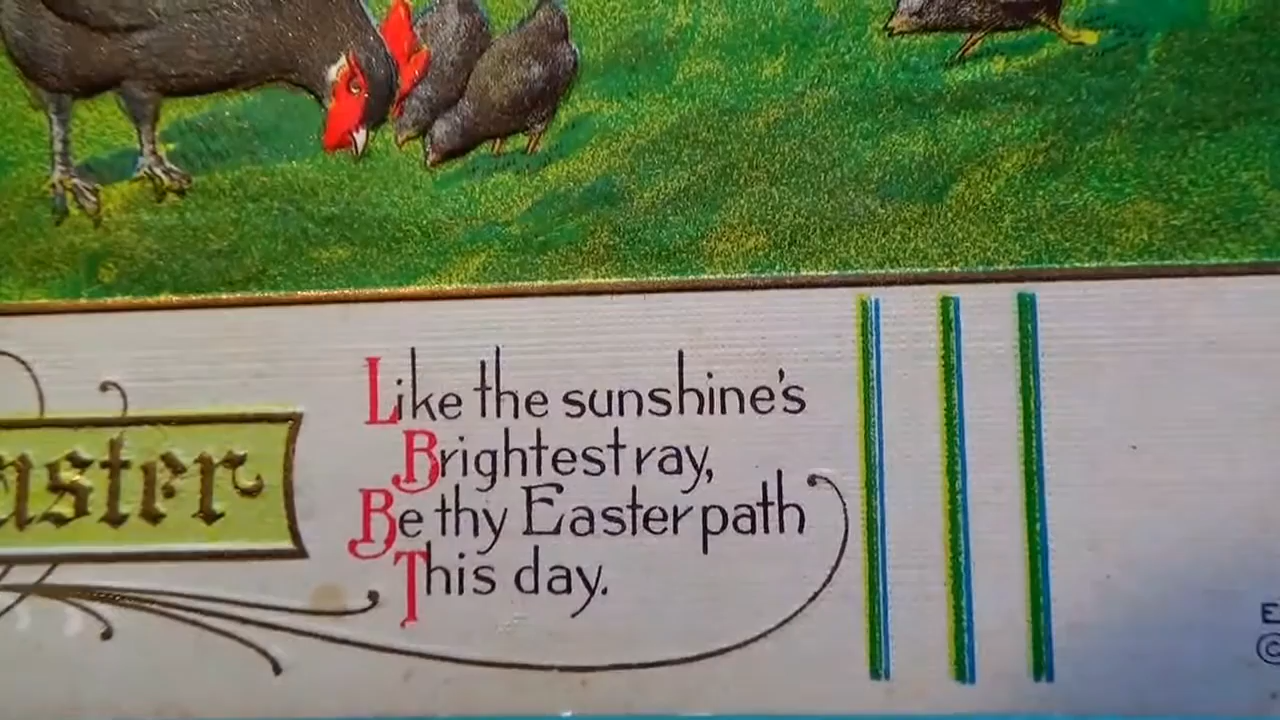 aster
Like the sunshine's
Brightest ray,
Be thy Easter path
This day.
E
©